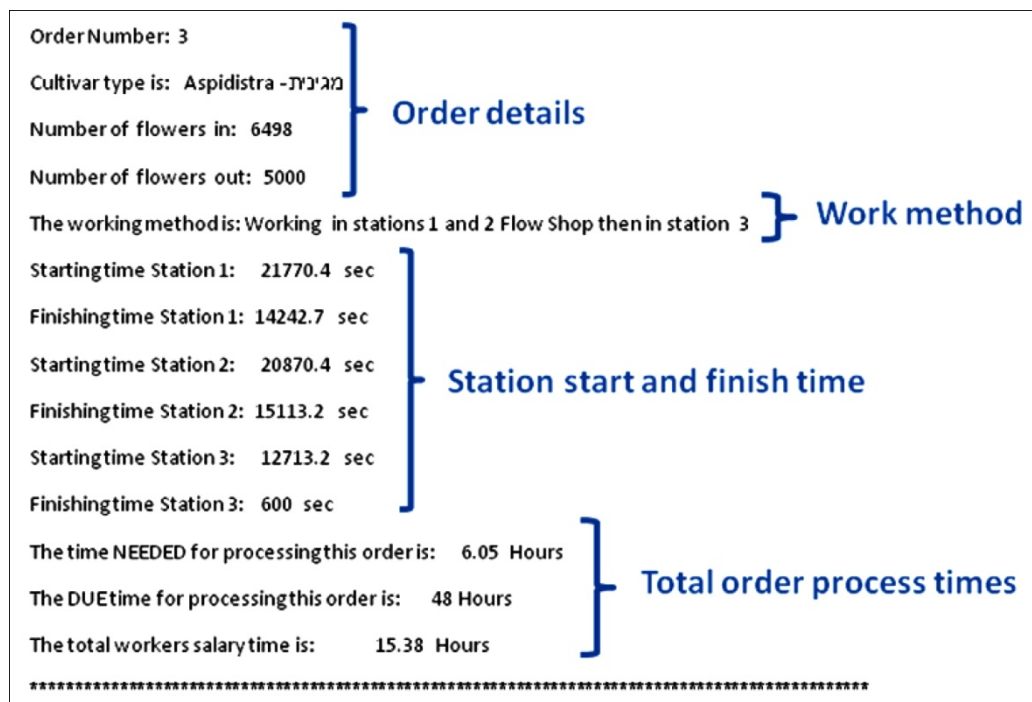 Order Number: 3
Cultivar type is: Aspidistra -מגינית
Number of flowers in: 6498
Number of flowers out: 5000
Order details
The working method is: Working in stations 1 and 2 Flow Shop then in station 3
Work method
Starting time Station 1: 21770.4 sec
Finishing time Station 1: 14242.7 sec
Starting time Station 2: 20870.4 sec
Finishing time Station 2: 15113.2 sec
Starting time Station 3: 12713.2 sec
Finishing time Station 3: 600 sec
Station start and finish time
The time NEEDED for processing this order is: 6.05 Hours
The DUE time for processing this order is: 48 Hours
The total workers salary time is: 15.38 Hours
Total order process times